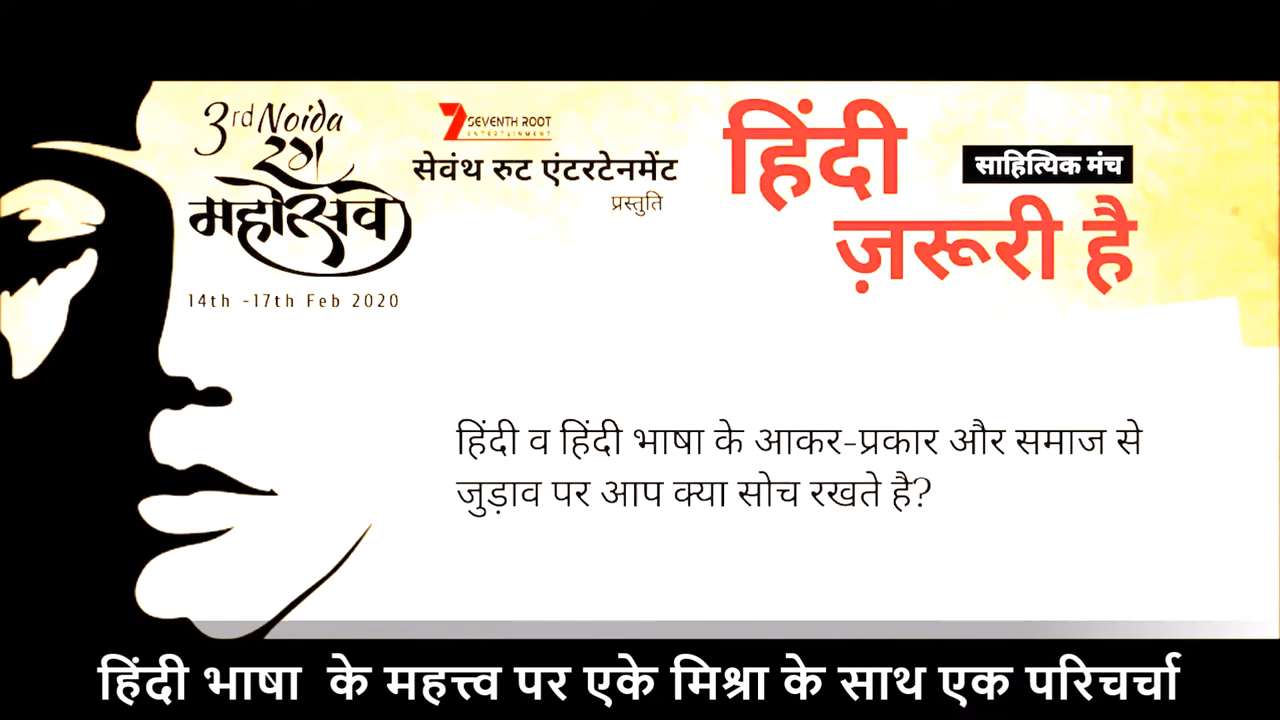 3rd Noida
रंग
महोत्सव
14th -17th Feb 2020
7 SEVENTH ROOT
ENTERTAINMENT
सेवंथ रुट एंटरटेनमेंट
प्रस्तुति
हिंदी
साहित्यिक मंच
ज़रूरी है
हिंदी व हिंदी भाषा के आकर-प्रकार और समाज से
जुड़ाव पर आप क्या सोच रखते है?
हिंदी भाषा के महत्त्व पर एके मिश्रा के साथ एक परिचर्चा